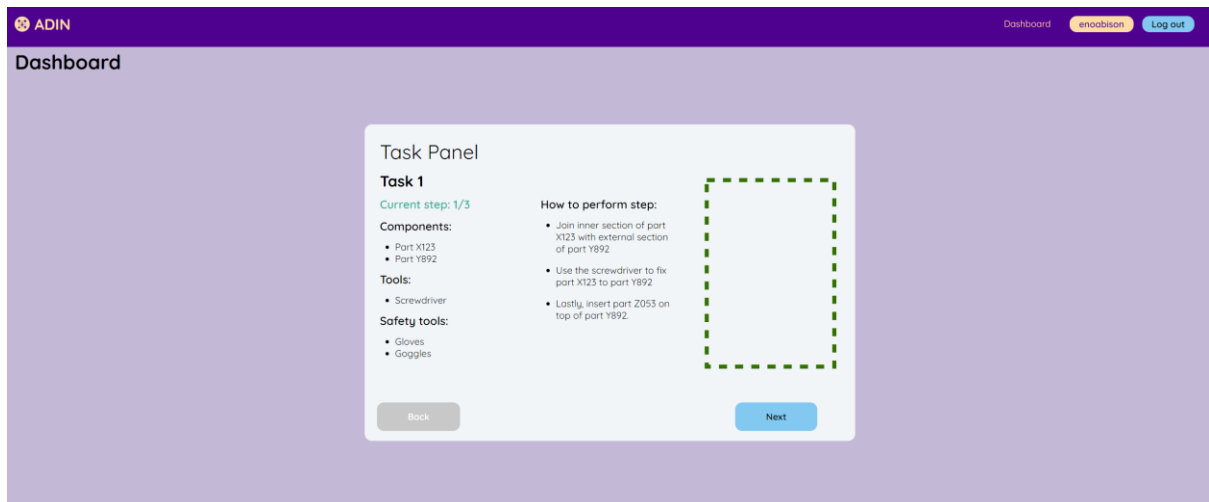 ADIN
Dashboard
enoabison
Log out
Dashboard
Task Panel
Task 1
Current step: 1/3
Components:
• Part X123
• Part Y892
Tools:
• Screwdriver
Safety tools:
• Gloves
• Goggles
How to perform step:
• Join inner section of part
X123 with external section
of part Y892
• Use the screwdriver to fix
part X123 to part Y892
• Lastly, insert part Z053 on
top of part Y892.
Back
Next